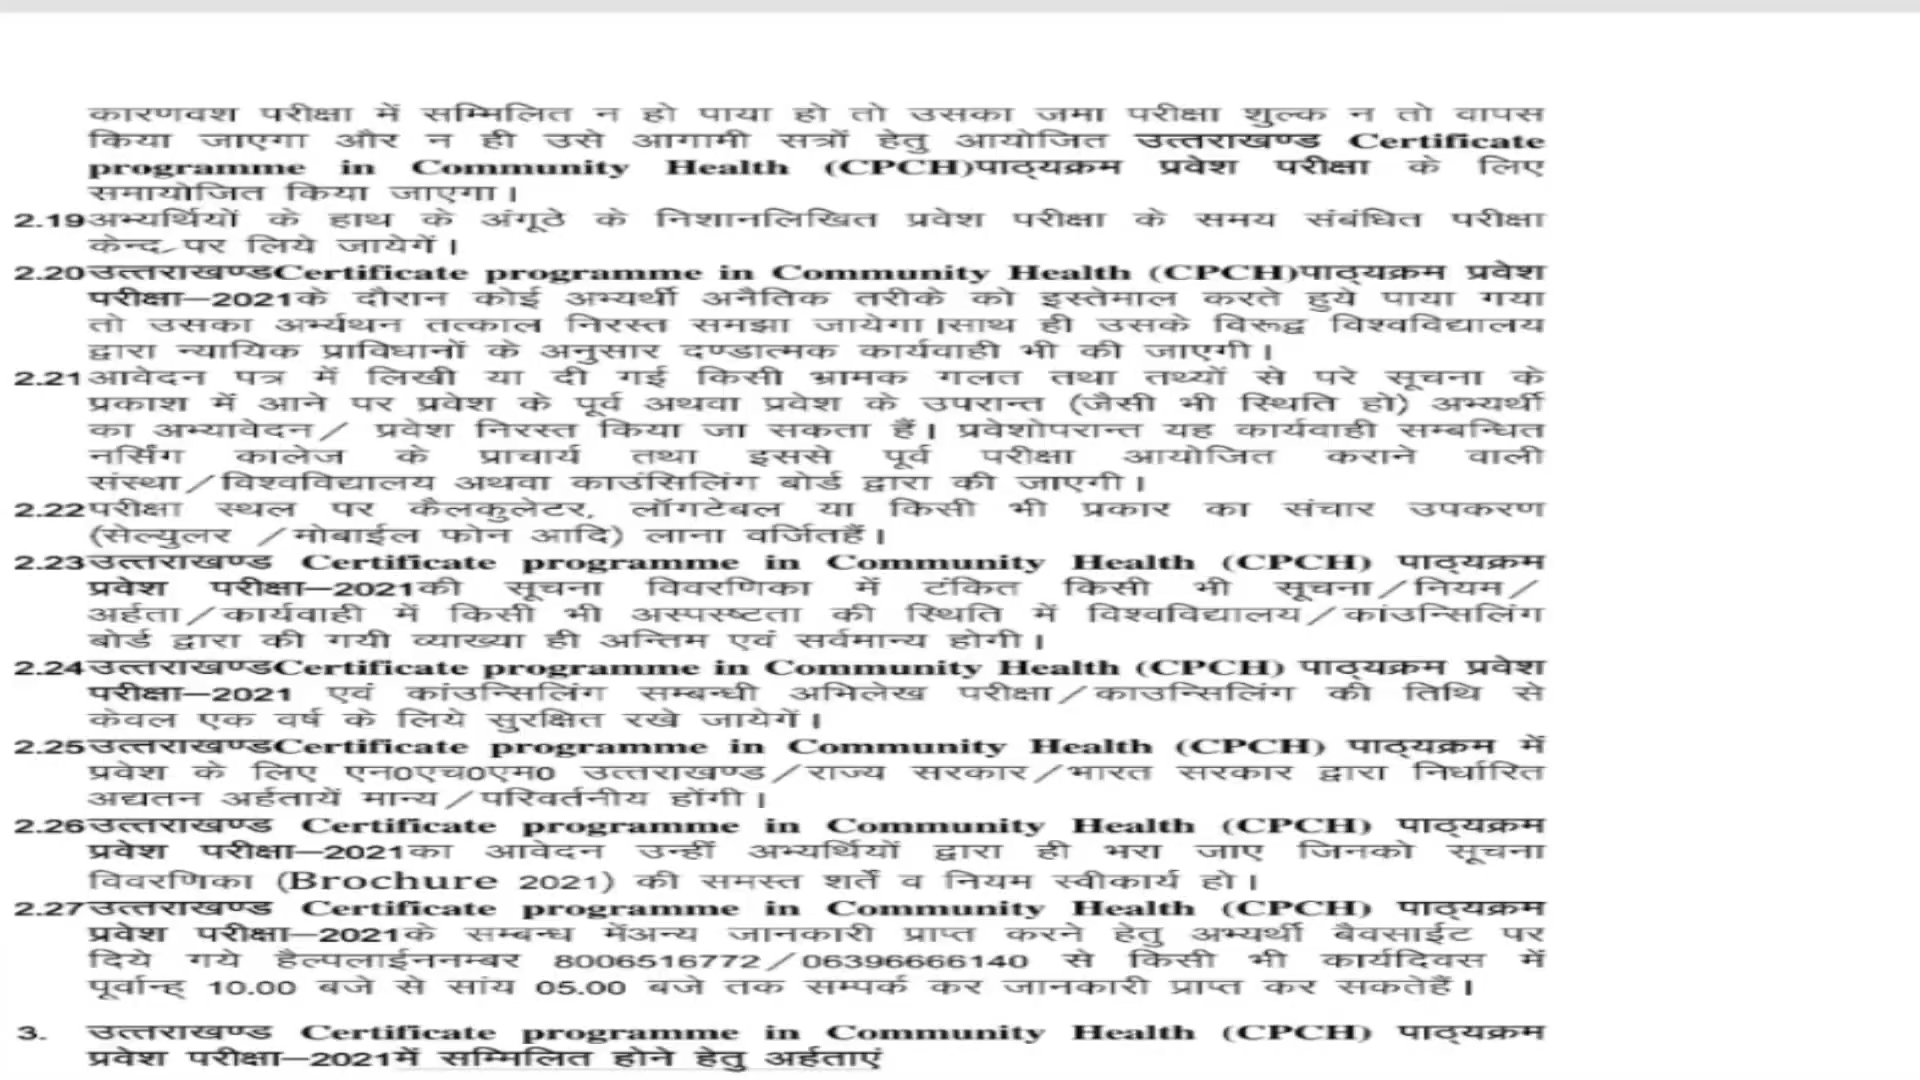 कारणवश परीक्षा में सम्मिलित न हो पाया हो तो उसका जमा परीक्षा शुल्क न तो वापस
किया जाएगा और न ही उसे आगामी सत्रों हेतु आयोजित उत्तराखण्ड Certificate
programme in Community Health (CPCH)पाठ्यक्रम प्रवेश परीक्षा के लिए
समायोजित किया जाएगा।
2.19अभ्यर्थियों के हाथ के अंगूठे के निशानलिखित प्रवेश परीक्षा के समय संबंधित परीक्षा
केन्द्र पर लिये जायेगें।
2.20उत्तराखण्डCertificate programme in Community Health (CPCH)पाठ्यक्रम प्रवेश
परीक्षा–2021के दौरान कोई अभ्यर्थी अनैतिक तरीके को इस्तेमाल करते हुये पाया गया
तो उसका अर्भ्यथन तत्काल निरस्त समझा जायेगा।साथ ही उसके विरूद्व विश्वविद्यालय
द्वारा न्यायिक प्राविधानों के अनुसार दण्डात्मक कार्यवाही भी की जाएगी।
2.21आवेदन पत्र में लिखी या दी गई किसी भ्रामक गलत तथा तथ्यों से परे सूचना के
प्रकाश में आने पर प्रवेश के पूर्व अथवा प्रवेश के उपरान्त (जैसी भी स्थिति हो) अभ्यर्थी
का अभ्यावेदन/ प्रवेश निरस्त किया जा सकता हैं। प्रवेशोपरान्त यह कार्यवाही सम्बन्धित
नर्सिंग कालेज के प्राचार्य तथा इससे पूर्व परीक्षा आयोजित कराने वाली
संस्था/विश्वविद्यालय अथवा काउंसिलिंग बोर्ड द्वारा की जाएगी।
2.22परीक्षा स्थल पर कैलकुलेटर, लॉगटेबल या किसी भी प्रकार का संचार उपकरण
(सेल्युलर /मोबाईल फोन आदि) लाना वर्जितहैं।
2.23उत्तराखण्ड Certificate programme in Community Health (CPCH) पाठ्यक्रम
प्रवेश परीक्षा–2021की सूचना विवरणिका में टंकित किसी भी सूचना/नियम/
अर्हता/कार्यवाही में किसी भी अस्पस्ष्टता की स्थिति में विश्वविद्यालय/कांउन्सिलिंग
बोर्ड द्वारा की गयी व्याख्या ही अन्तिम एवं सर्वमान्य होगी।
2.24उत्तराखण्डCertificate programme in Community Health (CPCH) पाठ्यक्रम प्रवेश
परीक्षा–2021 एवं कांउन्सिलिंग सम्बन्धी अभिलेख परीक्षा/काउन्सिलिंग की तिथि से
केवल एक वर्ष के लिये सुरक्षित रखे जायेगें।
2.25उत्तराखण्डCertificate programme in Community Health (CPCH) पाठ्यक्रम में
प्रवेश के लिए एन0एच0एम0 उत्तराखण्ड/राज्य सरकार/भारत सरकार द्वारा निर्धारित
अद्यतन अर्हतायें मान्य/परिवर्तनीय होंगी।
2.26उत्तराखण्ड Certificate programme in Community Health (CPCH) पाठ्यक्रम
प्रवेश परीक्षा–2021का आवेदन उन्हीं अभ्यर्थियों द्वारा ही भरा जाए जिनको सूचना
विवरणिका (Brochure 2021) की समस्त शर्तें व नियम स्वीकार्य हो।
2.27उत्तराखण्ड Certificate programme in Community Health (CPCH) पाठ्यक्रम
प्रवेश परीक्षा–2021के सम्बन्ध मेंअन्य जानकारी प्राप्त करने हेतु अभ्यर्थी बैवसाईट पर
दिये गये हैल्पलाईननम्बर 8006516772/06396666140 से किसी भी कार्यदिवस में
पूर्वान्ह् 10.00 बजे से सांय 05.00 बजे तक सम्पर्क कर जानकारी प्राप्त कर सकतेहैं।
3. उत्तराखण्ड Certificate programme in Community Health (CPCH) पाठ्यक्रम
प्रवेश परीक्षा–2021में सम्मिलित होने हेतु अर्हताएं